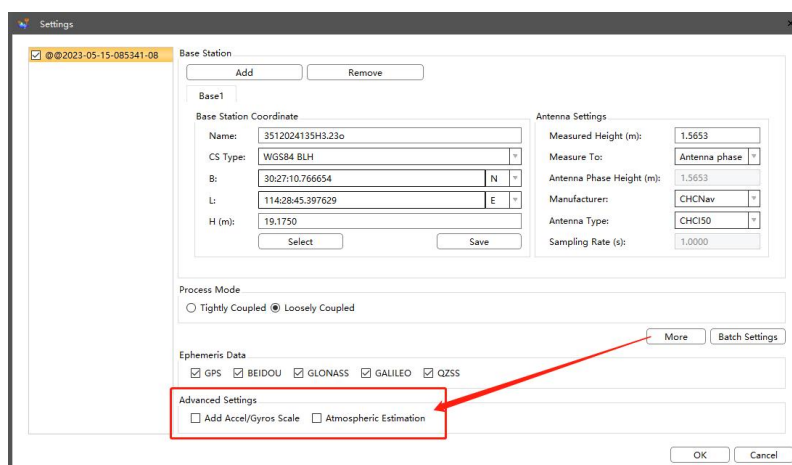 Settings
@@2023-05-15-085341-08
Base Station
Add Remove
Base1
Base Station Coordinate
Name: 3512024135H3.23o
CS Type: WGS84 BLH
B: 30:27:10.766654 N
L: 114:28:45.397629 E
H (m): 19.1750
Select Save
Antenna Settings
Measured Height (m): 1.5653
Measure To: Antenna phase
Antenna Phase Height (m): 1.5653
Manufacturer: CHCNav
Antenna Type: CHCI50
Sampling Rate (s): 1.0000
Process Mode
Tightly Coupled Loosely Coupled
More Batch Settings
Ephemeris Data
GPS BEIDOU GLONASS GALILEO QZSS
Advanced Settings
Add Accel/Gyros Scale Atmospheric Estimation
OK Cancel